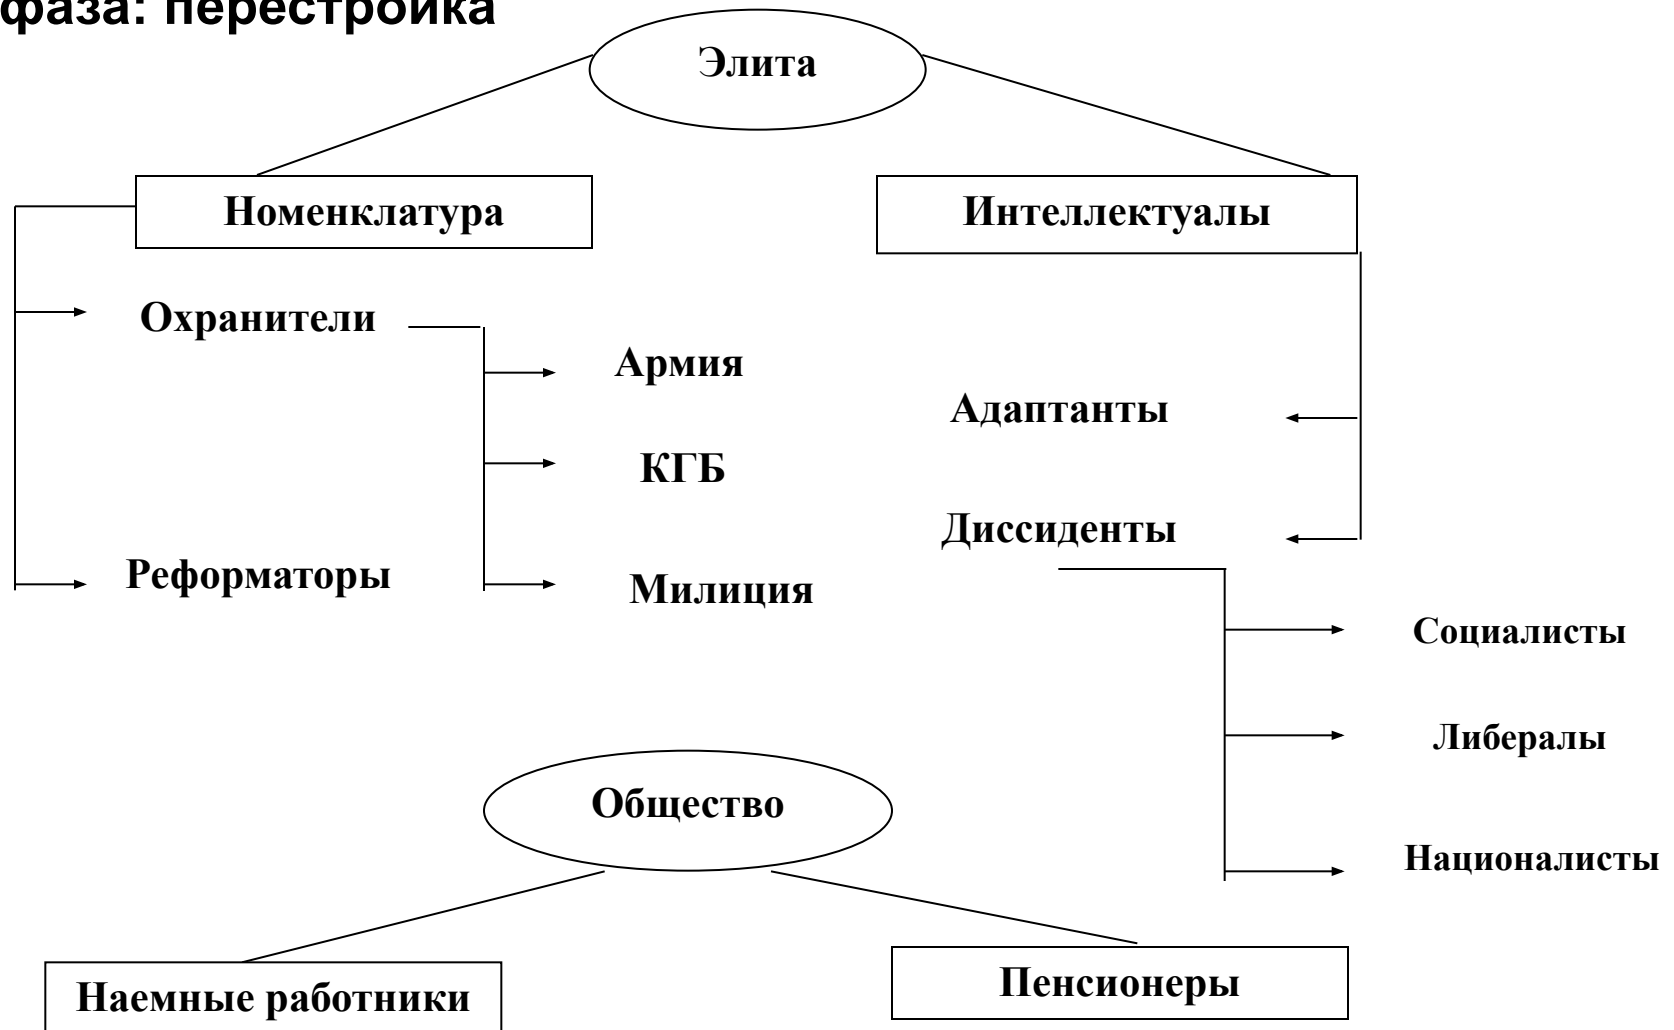 фаза: перестройка
Элита
Номенклатура
Интеллектуалы
Охранители
Армия
Адаптанты
КГБ
Диссиденты
Реформаторы
Милиция
Социалисты
Либералы
Общество
Националисты
Пенсионеры
Наемные работники